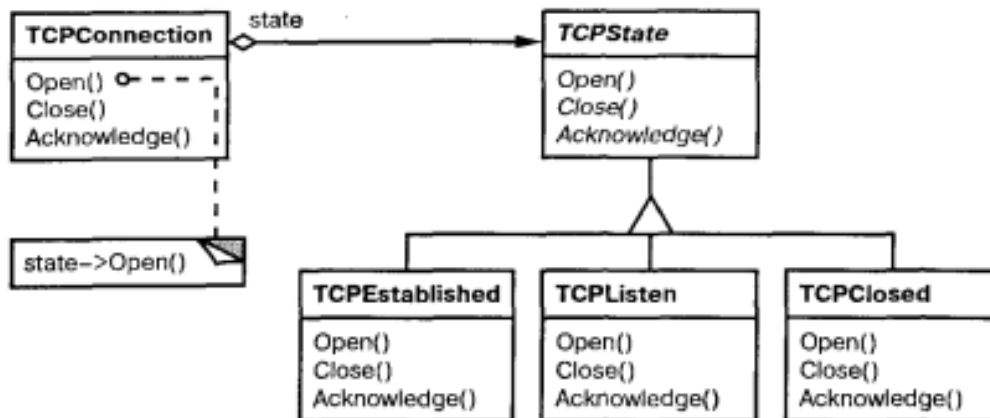 state
TCPConnection
Open()
Close()
Acknowledge()
state->Open()
TCPState
Open()
Close()
Acknowledge()
TCPEstablished
Open()
Close()
Acknowledge()
TCPListen
Open()
Close()
Acknowledge()
TCPClosed
Open()
Close()
Acknowledge()